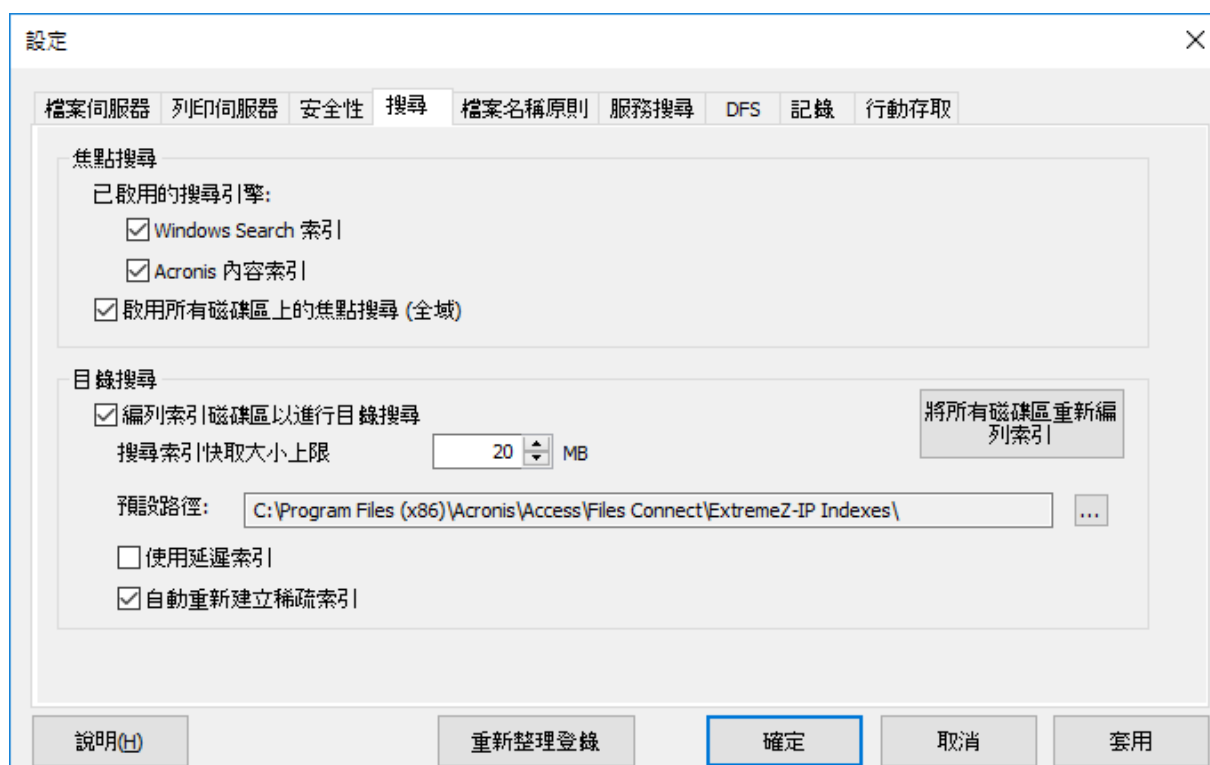 設定
檔案伺服器 列印伺服器 安全性 搜尋 檔案名稱原則 服務搜尋 DFS 記錄 行動存取
焦點搜尋
已啟用的搜尋引擎:
Windows Search 索引
Acronis 內容索引
啟用所有磁碟區上的焦點搜尋 (全域)
目錄搜尋
編列索引磁碟區以進行目錄搜尋
將所有磁碟區重新編
列索引
搜尋索引快取大小上限 20 MB
預設路徑: C:\Program Files (x86)\Acronis\Access\Files Connect\ExtremeZ-IP Indexes\ ...
使用延遲索引
自動重新建立稀疏索引
說明(H) 重新整理登錄 確定 取消 套用